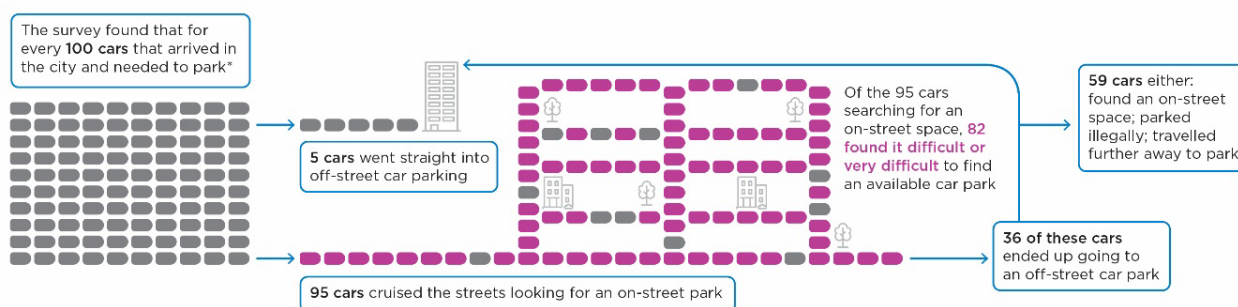 The survey found that for
every 100 cars that arrived in
the city and needed to park*
5 cars went straight into
off-street car parking
95 cars cruised the streets looking for an on-street park
Of the 95 cars
searching for an
on-street space, 82
found it difficult or
very difficult to find
an available car park
36 of these cars
ended up going to
an off-street car park
59 cars either:
found an on-street
space; parked
illegally; travelled
further away to park